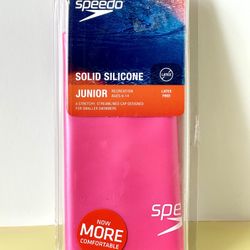 speedo
SOLID SILICONE
JUNIOR
RECREATION
AGES 6-14
LATEX
FREE
A STRETCHY, STREAMLINED CAP DESIGNED
FOR SMALLER SWIMMERS
spee
NOW
MORE
COMFORTABLE